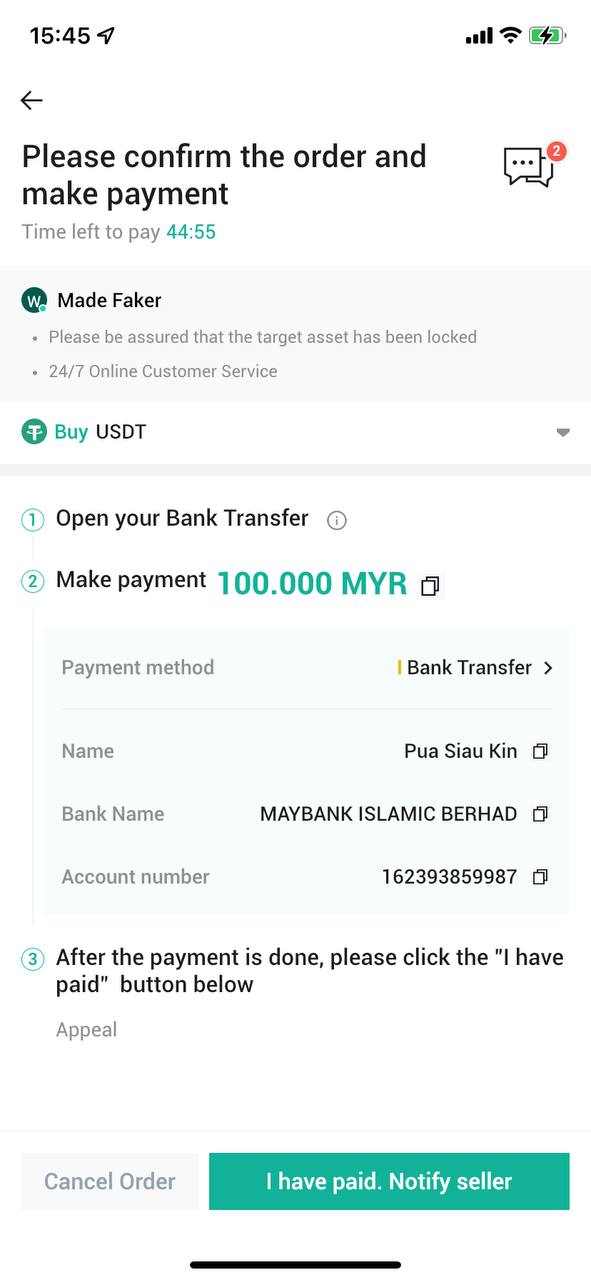 15:45
Please confirm the order and
make payment
2
Time left to pay 44:55
W Made Faker
• Please be assured that the target asset has been locked
• 24/7 Online Customer Service
Buy USDT
1 Open your Bank Transfer
2 Make payment 100.000 MYR
Payment method Bank Transfer
Name Pua Siau Kin
Bank Name MAYBANK ISLAMIC BERHAD
Account number 162393859987
3 After the payment is done, please click the "I have
paid" button below
Appeal
Cancel Order I have paid. Notify seller